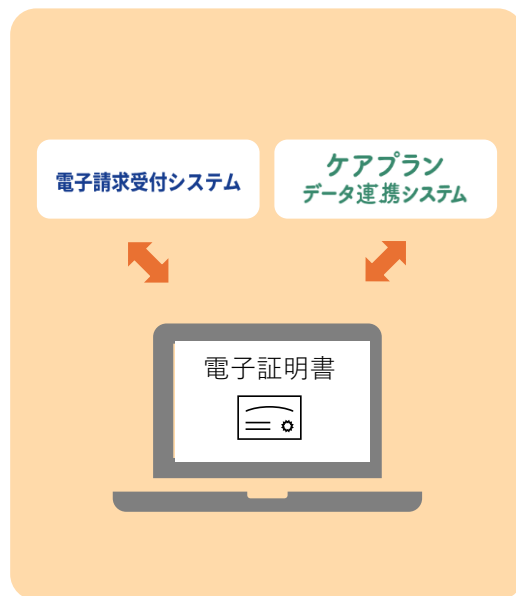 電子請求受付システム
ケアプラン
データ連携システム
電子証明書